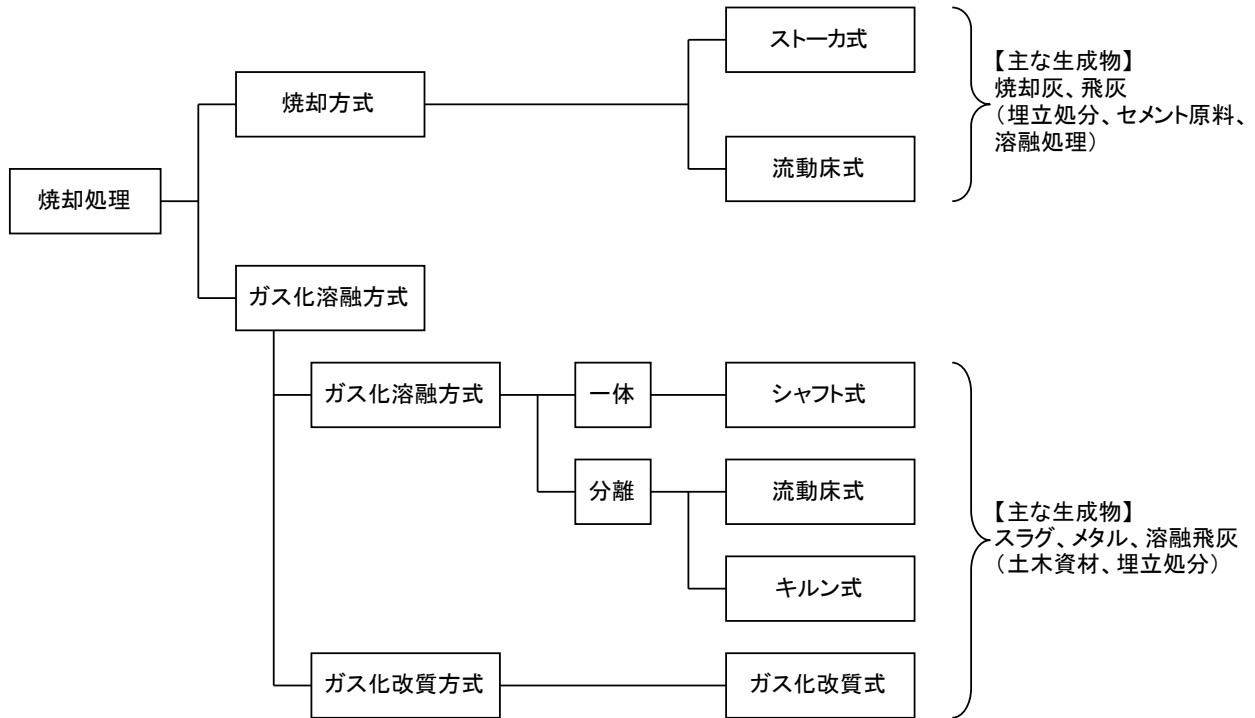 ストーカ式
【主な生成物】
焼却灰、飛灰
（埋立処分、セメント原料、
溶融処理）
焼却方式
流動床式
焼却処理
ガス化溶融方式
ガス化溶融方式
一体
シャフト式
分離
流動床式
【主な生成物】
スラグ、メタル、溶融飛灰
（土木資材、埋立処分）
キルン式
ガス化改質方式
ガス化改質式